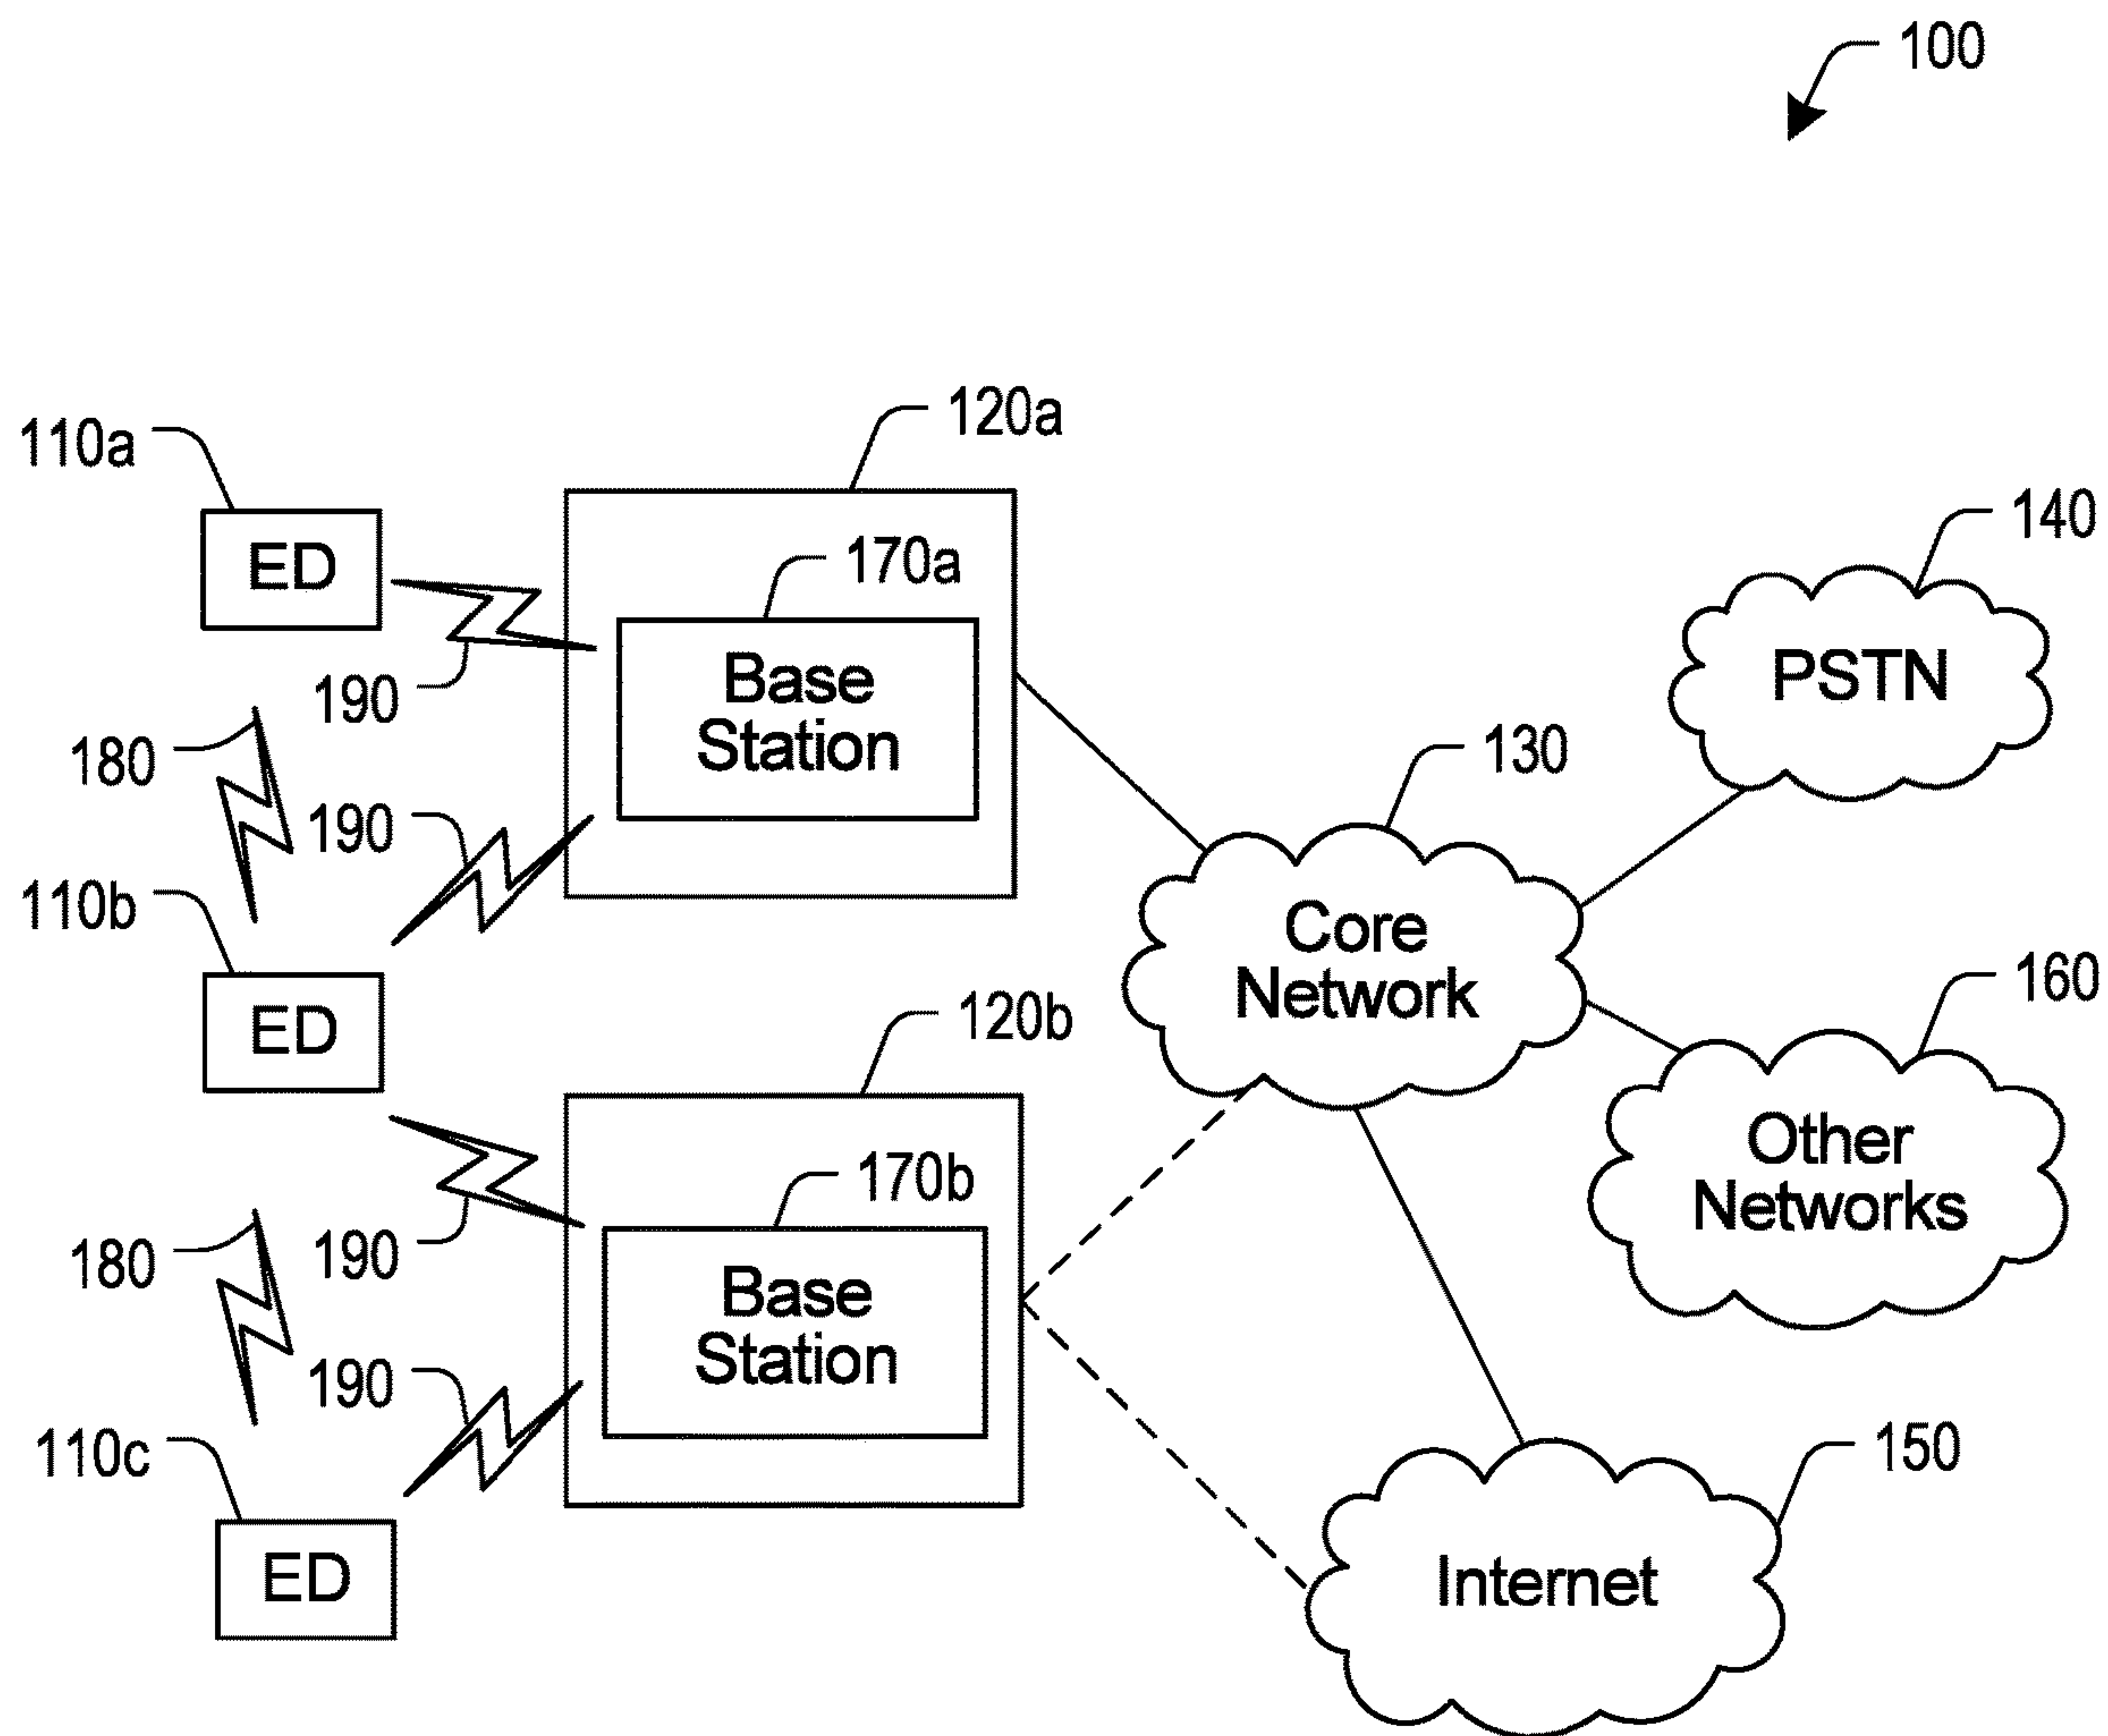 100
120a
110a
ED
170a
140
Base
Station
PSTN
190
180
130
190
110b
Core
Network
160
ED
120b
Other
Networks
170b
180
190
Base
Station
190
110c
150
ED
Internet